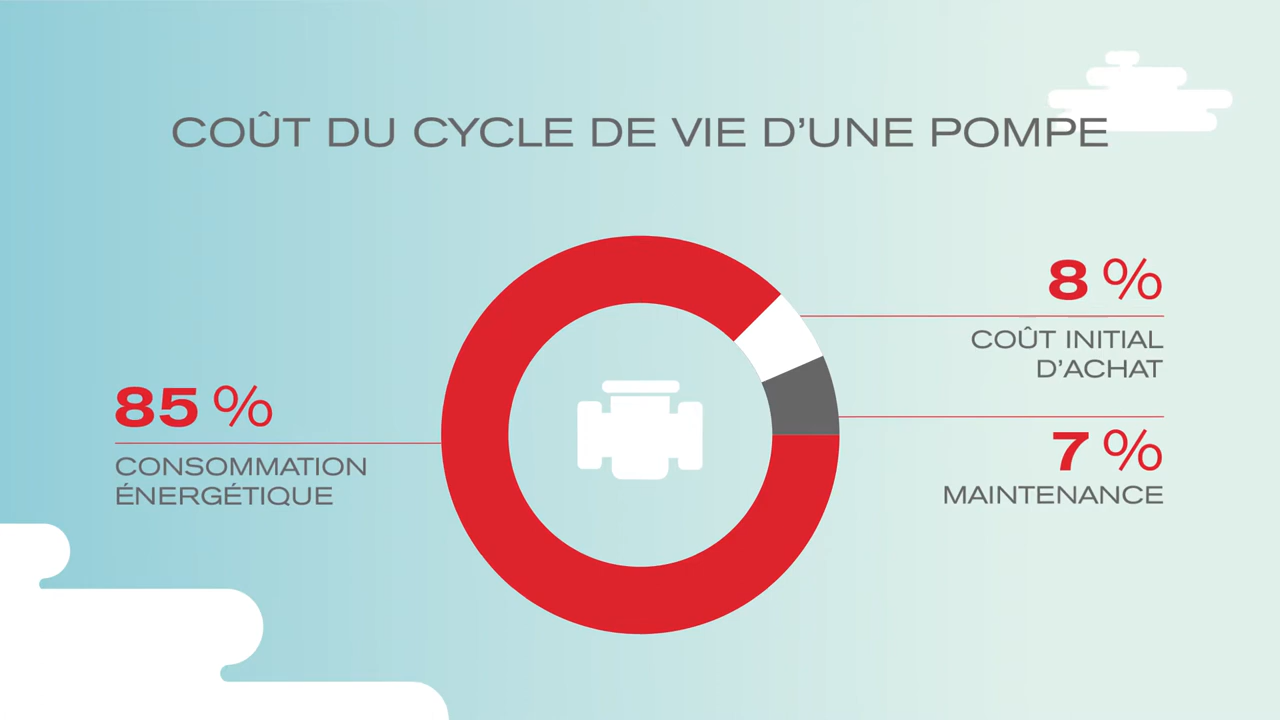 COÛT DU CYCLE DE VIE D’UNE POMPE
85 %
CONSOMMATION
ÉNERGÉTIQUE
8 %
COÛT INITIAL
D’ACHAT
7 %
MAINTENANCE